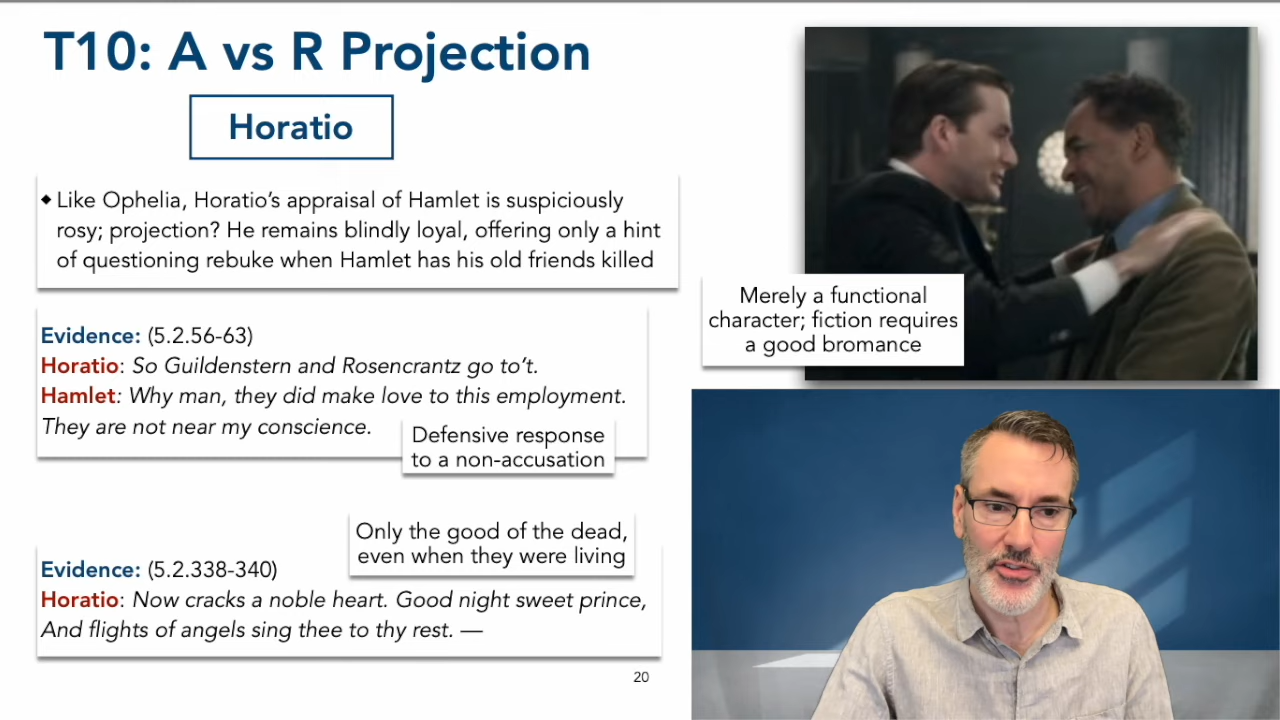 T10: A vs R Projection
Horatio
◆ Like Ophelia, Horatio’s appraisal of Hamlet is suspiciously
rosy; projection? He remains blindly loyal, offering only a hint
of questioning rebuke when Hamlet has his old friends killed
Merely a functional
character; fiction requires
a good bromance
Evidence: (5.2.56-63)
Horatio: So Guildenstern and Rosencrantz go to’t.
Hamlet: Why man, they did make love to this employment.
They are not near my conscience.
Defensive response
to a non-accusation
Only the good of the dead,
even when they were living
Evidence: (5.2.338-340)
Horatio: Now cracks a noble heart. Good night sweet prince,
And flights of angels sing thee to thy rest. —
20